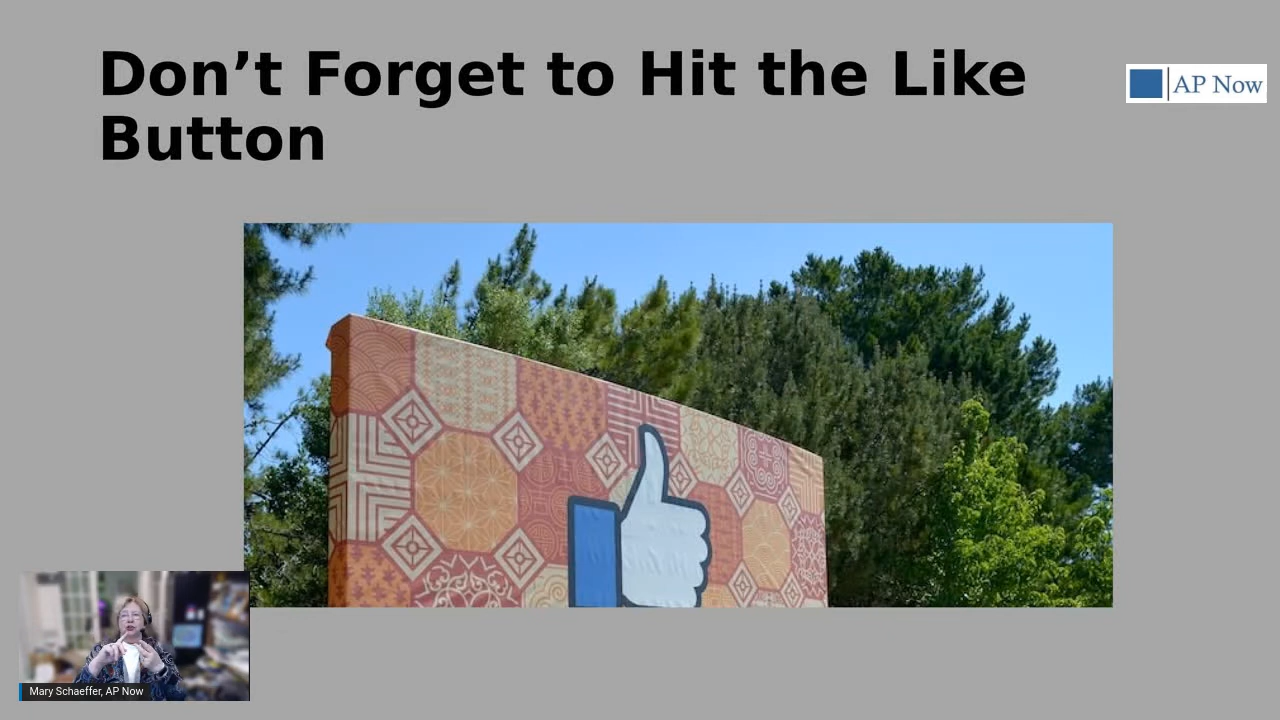 Don’t Forget to Hit the Like
Button
AP Now
Mary Schaeffer, AP Now